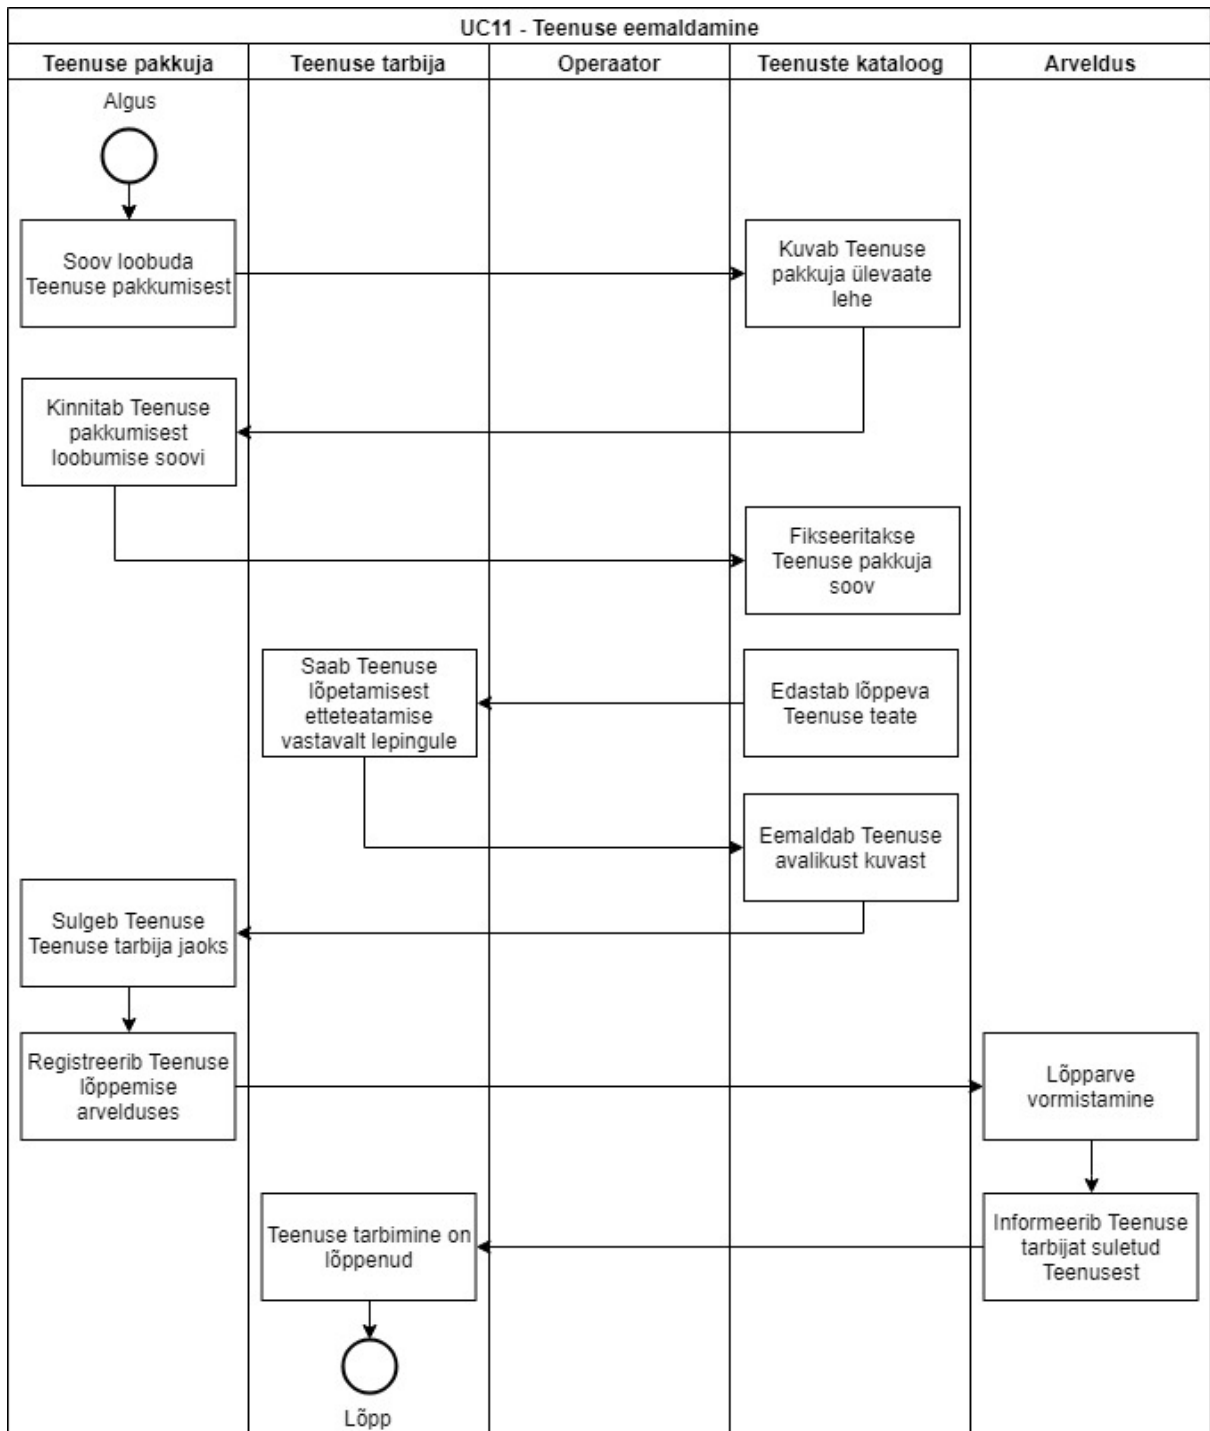 UC11 - Teenuse eemaldamine
Teenuse pakkuja
Teenuse tarbija
Operaator
Teenuste kataloog
Arveldus
Algus
Soov loobuda
Teenuse pakkumisest
Kuvab Teenuse
pakkuja ülevaate
lehe
Kinnitab Teenuse
pakkumisest
loobumise soovi
Fikseeritakse
Teenuse pakkuja
soov
Edastab lõppeva
Teenuse teate
Saab Teenuse
lõpetamisest
etteteatamise
vastavalt lepingule
Eemaldab Teenuse
avalikust kuvast
Sulgeb Teenuse
Teenuse tarbija jaoks
Registreerib Teenuse
lõppemise
arvelduses
Lõpparve
vormistamine
Informeerib Teenuse
tarbijat suletud
Teenusest
Teenuse tarbimine on
lõppenud
Lõpp